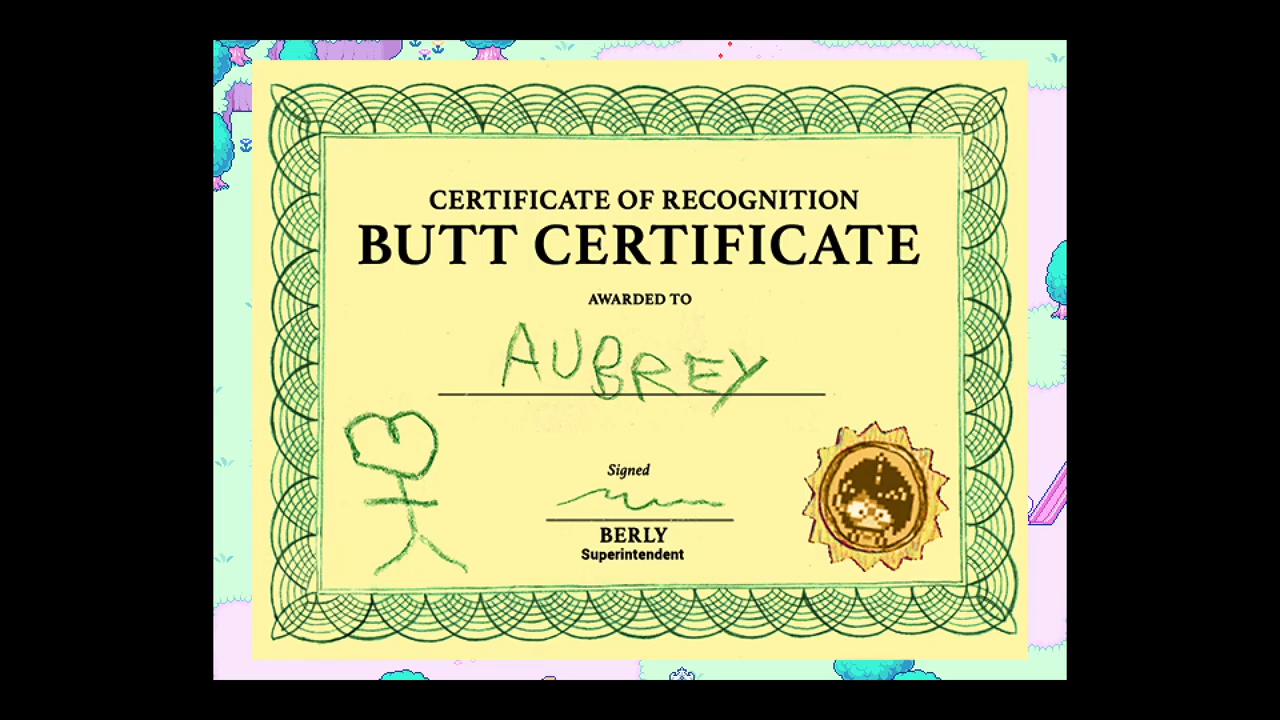 CERTIFICATE OF RECOGNITION
BUTT CERTIFICATE
AWARDED TO
AUBREY
Signed
BERLY
Superintendent